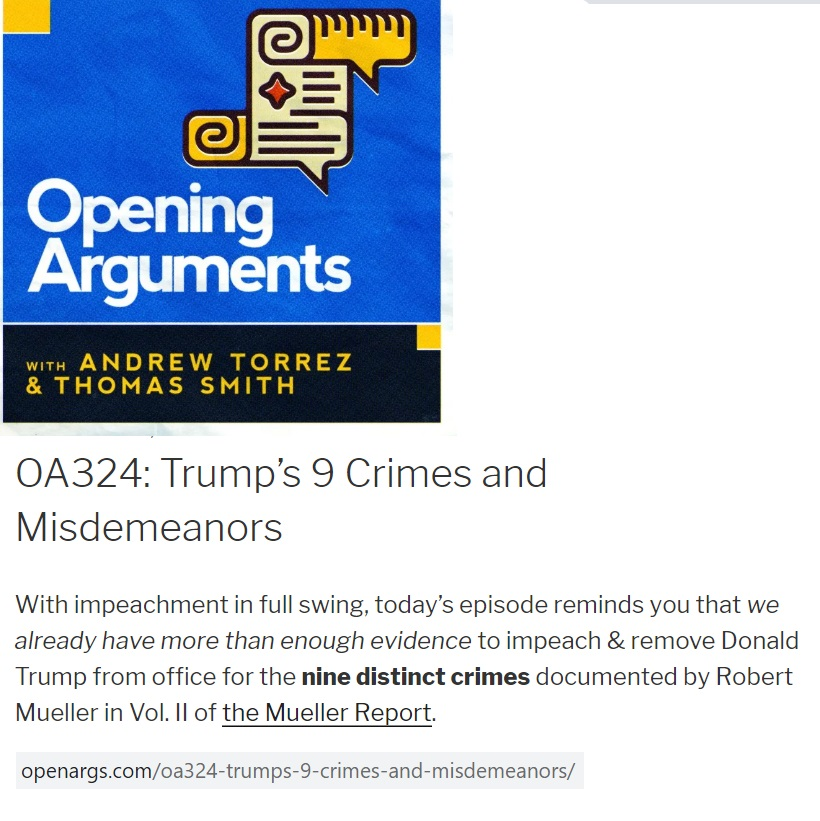 Opening
Arguments
WITH ANDREW TORREZ
& THOMAS SMITH
OA324: Trump’s 9 Crimes and
Misdemeanors
With impeachment in full swing, today’s episode reminds you that we
already have more than enough evidence to impeach & remove Donald
Trump from office for the nine distinct crimes documented by Robert
Mueller in Vol. II of the Mueller Report.
openargs.com/oa324-trumps-9-crimes-and-misdemeanors/